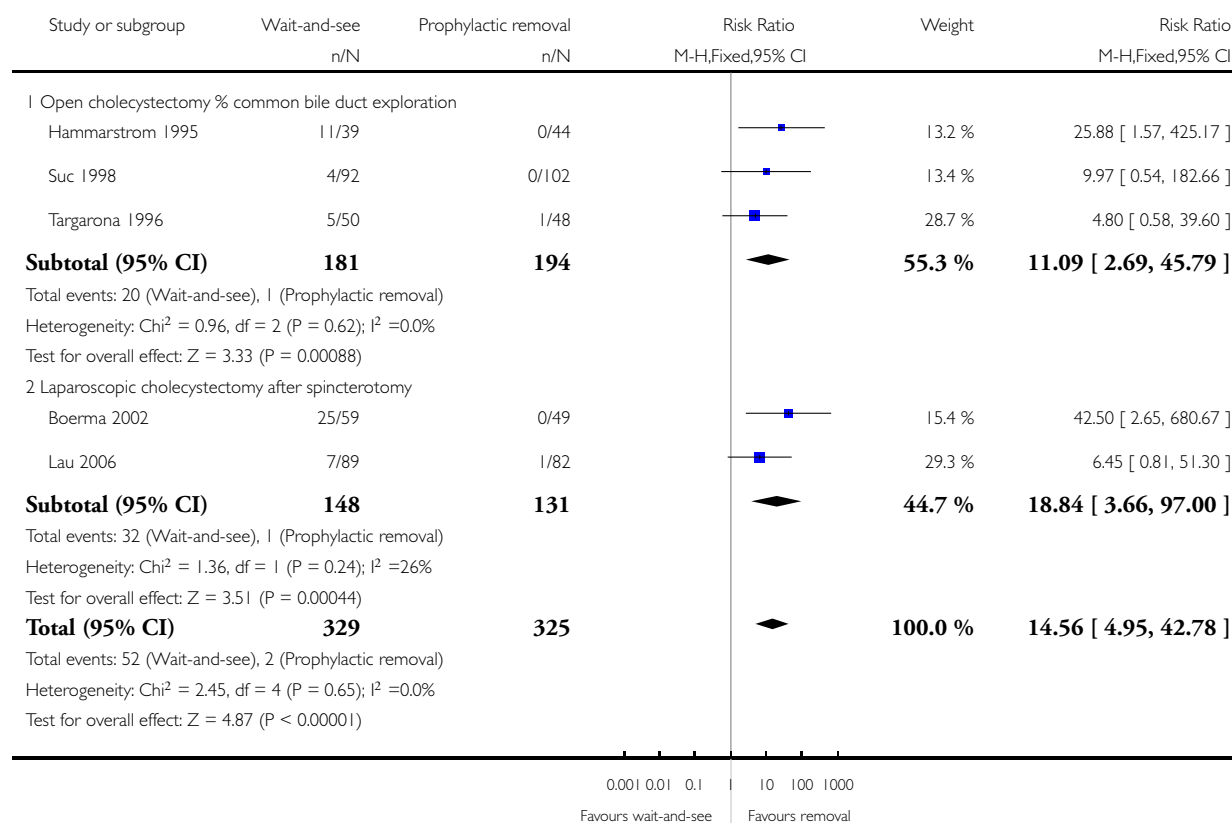 Study or subgroup Wait-and-see Prophylactic removal Risk Ratio Weight Risk Ratio
n/N n/N M-H,Fixed,95% CI M-H,Fixed,95% CI
1 Open cholecystectomy % common bile duct exploration
Hammarstrom 1995 11/39 0/44 13.2 % 25.88 [ 1.57, 425.17 ]
Suc 1998 4/92 0/102 13.4 % 9.97 [ 0.54, 182.66 ]
Targarona 1996 5/50 1/48 28.7 % 4.80 [ 0.58, 39.60 ]
Subtotal (95% CI) 181 194 55.3 % 11.09 [ 2.69, 45.79 ]
Total events: 20 (Wait-and-see), 1 (Prophylactic removal)
Heterogeneity: Chi² = 0.96, df = 2 (P = 0.62); I² =0.0%
Test for overall effect: Z = 3.33 (P = 0.00088)
2 Laparoscopic cholecystectomy after spincterotomy
Boerma 2002 25/59 0/49 15.4 % 42.50 [ 2.65, 680.67 ]
Lau 2006 7/89 1/82 29.3 % 6.45 [ 0.81, 51.30 ]
Subtotal (95% CI) 148 131 44.7 % 18.84 [ 3.66, 97.00 ]
Total events: 32 (Wait-and-see), 1 (Prophylactic removal)
Heterogeneity: Chi² = 1.36, df = 1 (P = 0.24); I² =26%
Test for overall effect: Z = 3.51 (P = 0.00044)
Total (95% CI) 329 325 100.0 % 14.56 [ 4.95, 42.78 ]
Total events: 52 (Wait-and-see), 2 (Prophylactic removal)
Heterogeneity: Chi² = 2.45, df = 4 (P = 0.65); I² =0.0%
Test for overall effect: Z = 4.87 (P < 0.00001)
0.001 0.01 0.1 1 10 100 1000
Favours wait-and-see Favours removal